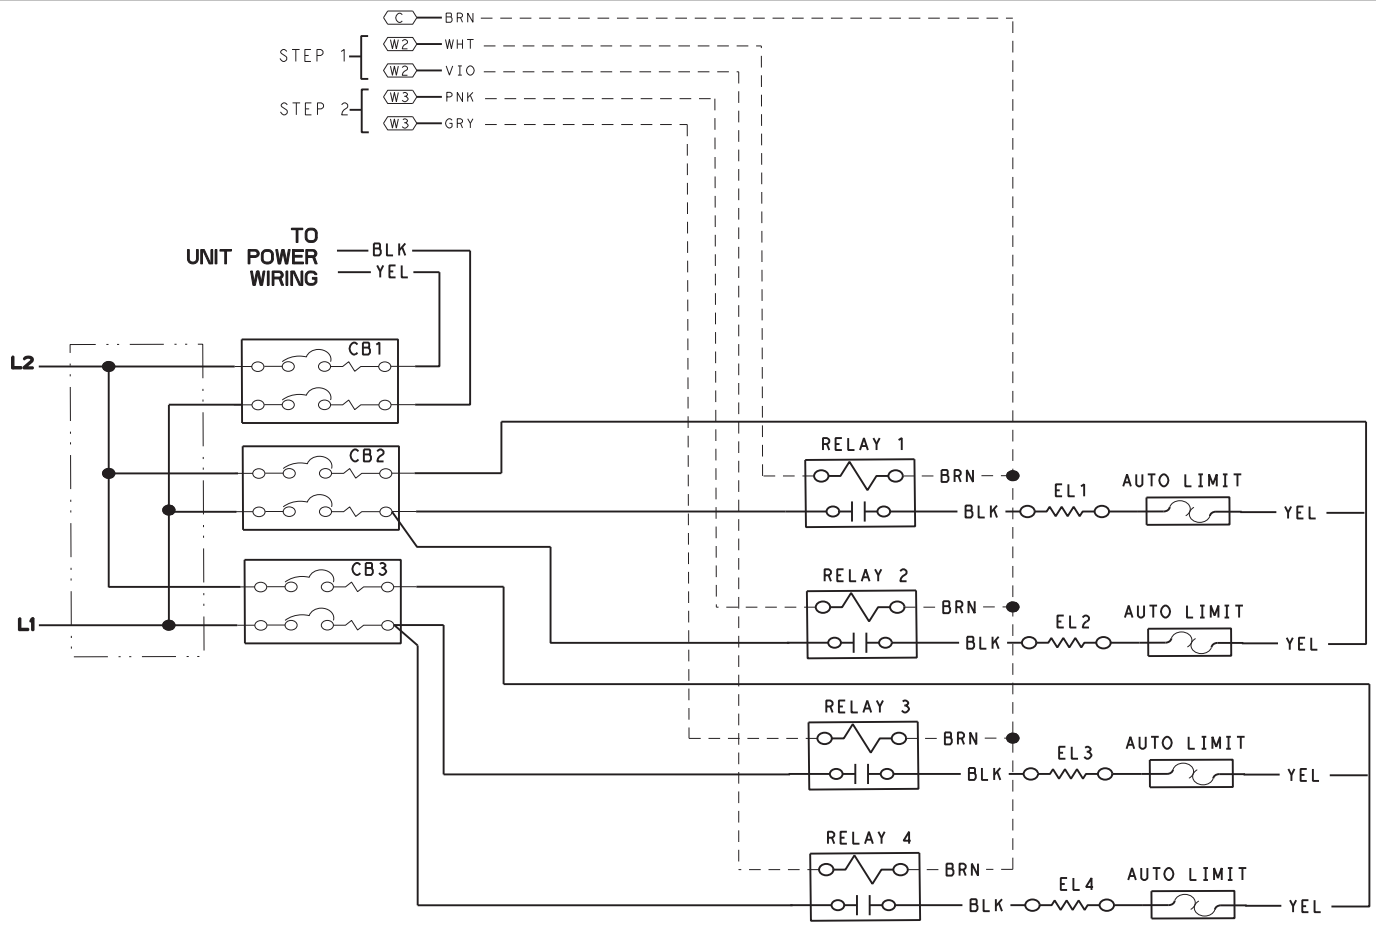 C BRN
STEP 1 W2 WHT
W2 VIO
STEP 2 W3 PNK
W3 GRY
TO
UNIT POWER
WIRING
BLK
YEL
L2
CB1
CB2
CB3
L1
RELAY 1
BRN
BLK
EL1
AUTO LIMIT
YEL
RELAY 2
BRN
BLK
EL2
AUTO LIMIT
YEL
RELAY 3
BRN
BLK
EL3
AUTO LIMIT
YEL
RELAY 4
BRN
BLK
EL4
AUTO LIMIT
YEL